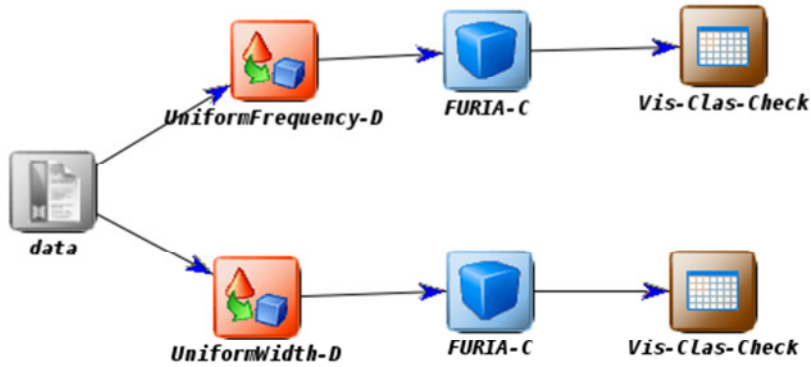 UniformFrequency-D
FURIA-C
Vis-Clas-Check
data
UniformWidth-D
FURIA-C
Vis-Clas-Check